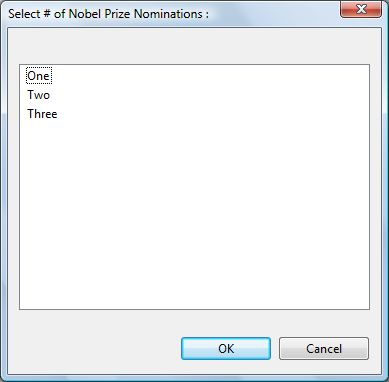 Select # of Nobel Prize Nominations :
One
Two
Three
OK
Cancel